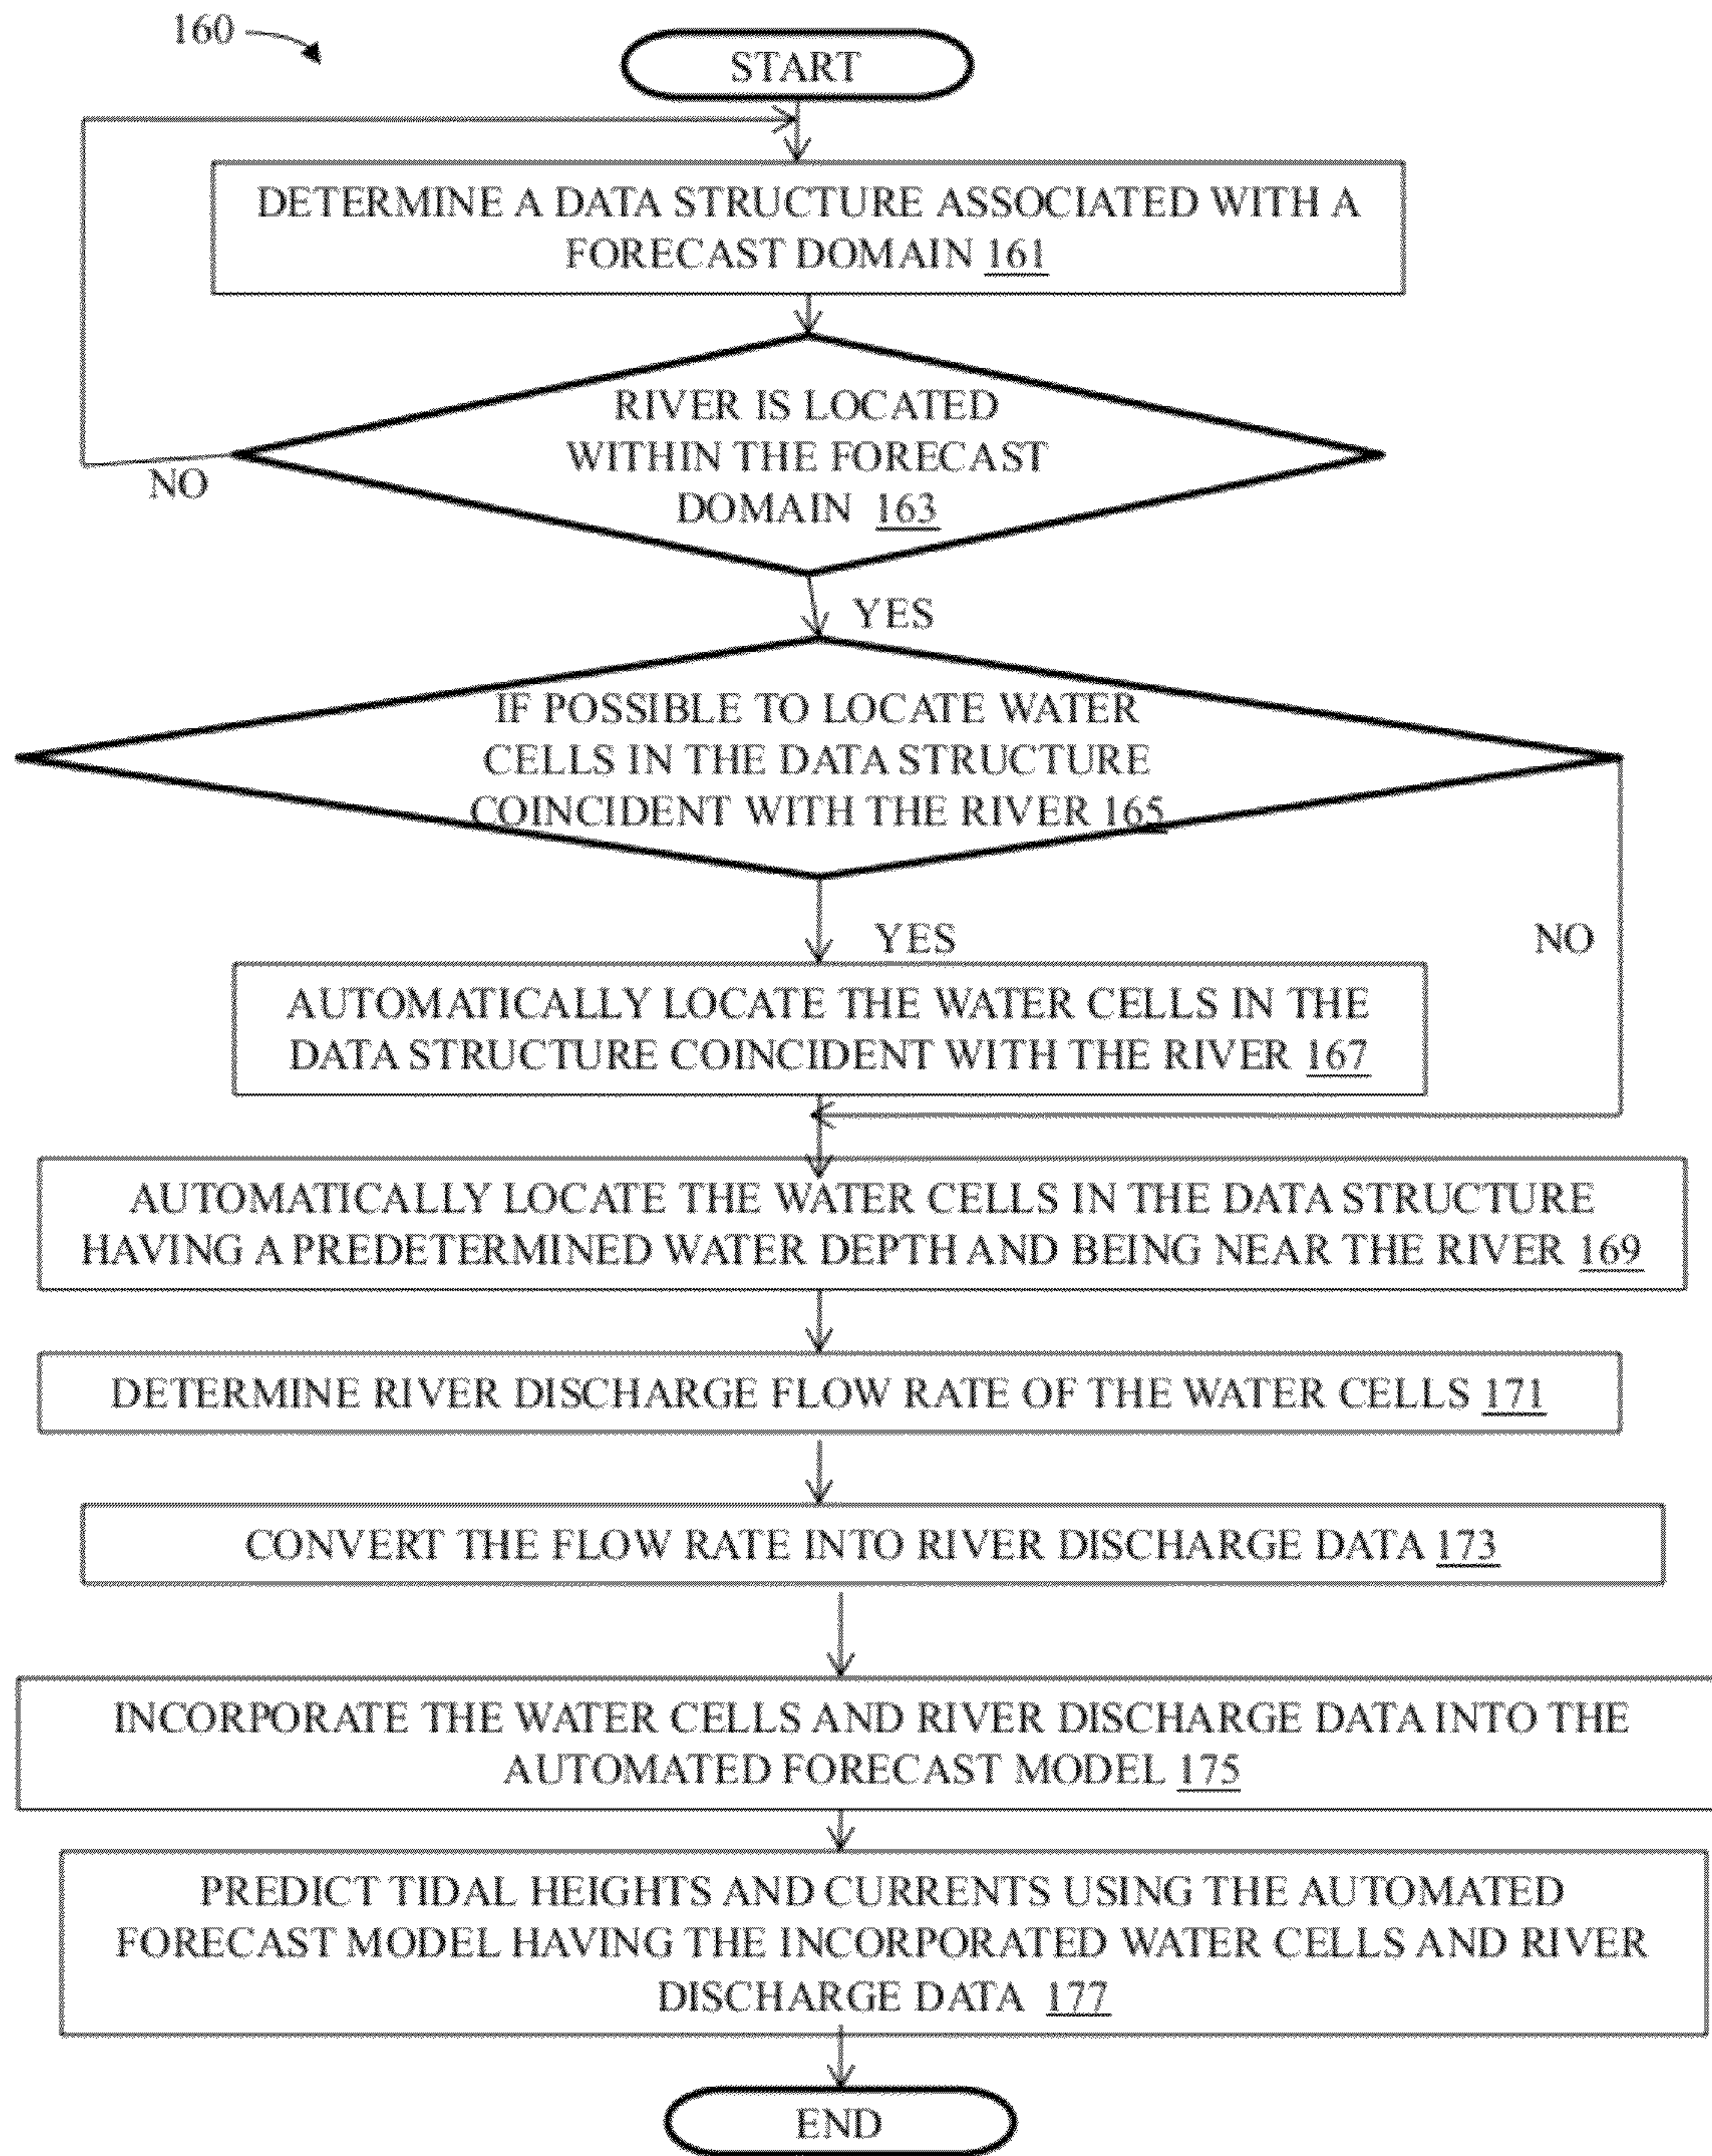 160
START
DETERMINE A DATA STRUCTURE ASSOCIATED WITH A
FORECAST DOMAIN 161
RIVER IS LOCATED
WITHIN THE FORECAST
DOMAIN 163
NO
YES
IF POSSIBLE TO LOCATE WATER
CELLS IN THE DATA STRUCTURE
COINCIDENT WITH THE RIVER 165
YES
NO
AUTOMATICALLY LOCATE THE WATER CELLS IN THE
DATA STRUCTURE COINCIDENT WITH THE RIVER 167
AUTOMATICALLY LOCATE THE WATER CELLS IN THE DATA STRUCTURE
HAVING A PREDETERMINED WATER DEPTH AND BEING NEAR THE RIVER 169
DETERMINE RIVER DISCHARGE FLOW RATE OF THE WATER CELLS 171
CONVERT THE FLOW RATE INTO RIVER DISCHARGE DATA 173
INCORPORATE THE WATER CELLS AND RIVER DISCHARGE DATA INTO THE
AUTOMATED FORECAST MODEL 175
PREDICT TIDAL HEIGHTS AND CURRENTS USING THE AUTOMATED
FORECAST MODEL HAVING THE INCORPORATED WATER CELLS AND RIVER
DISCHARGE DATA 177
END